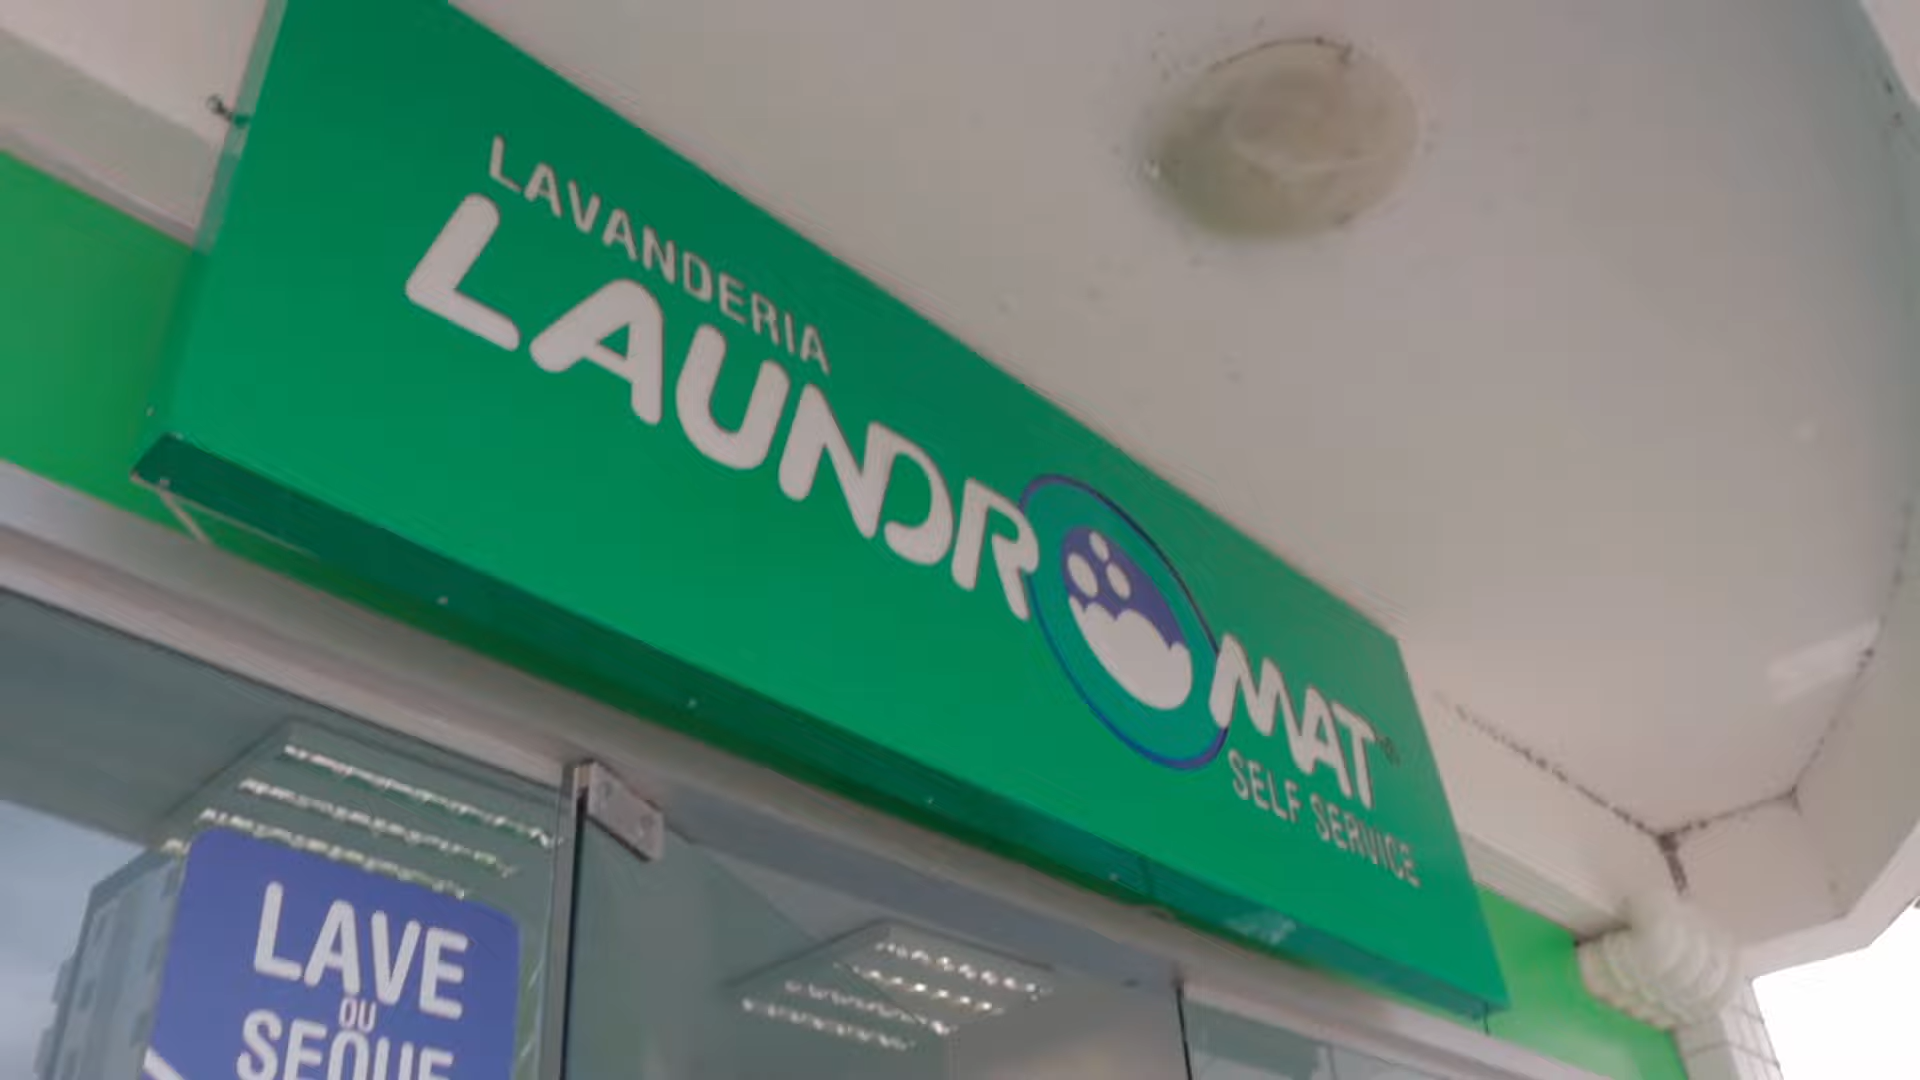 LAVANDERIA
LAUNDROMAT
SELF SERVICE
LAVE
OU
SEQUE